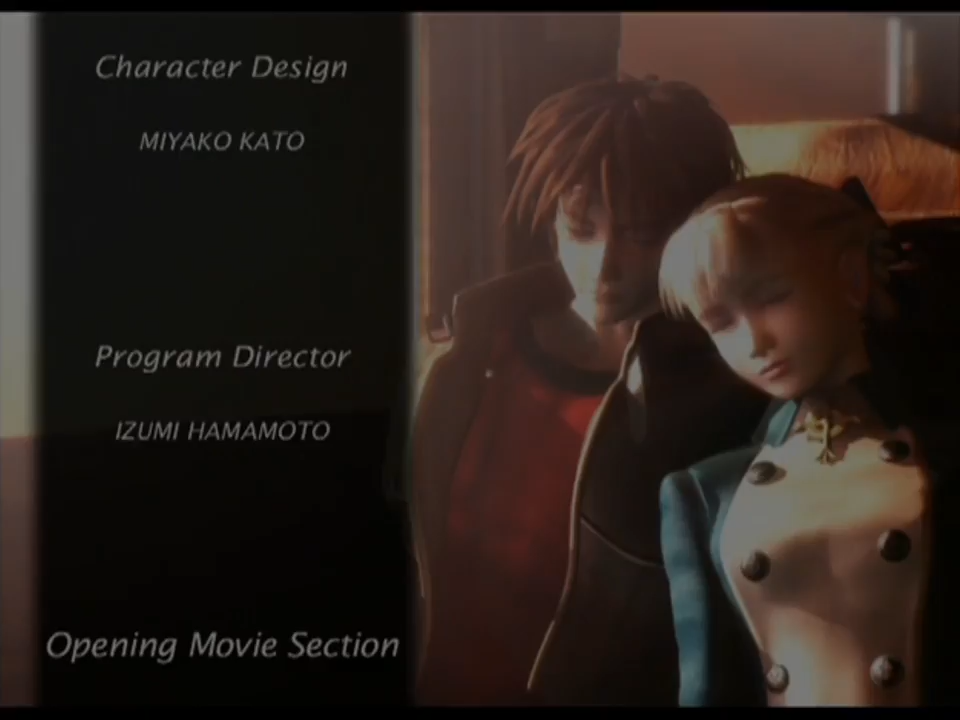 Character Design
MIYAKO KATO
Program Director
IZUMI HAMAMOTO
Opening Movie Section